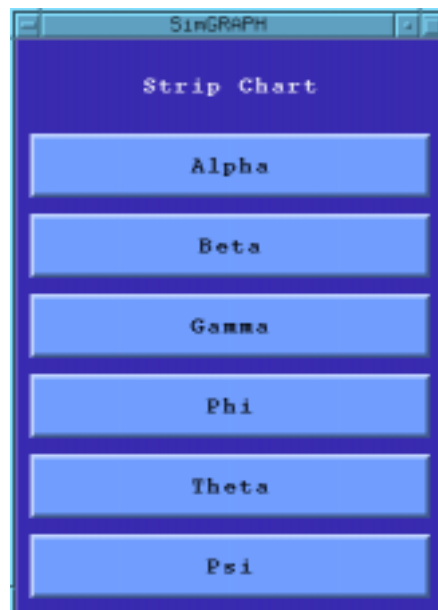 SimGRAPH
Strip Chart
Alpha
Beta
Gamma
Phi
Theta
Psi